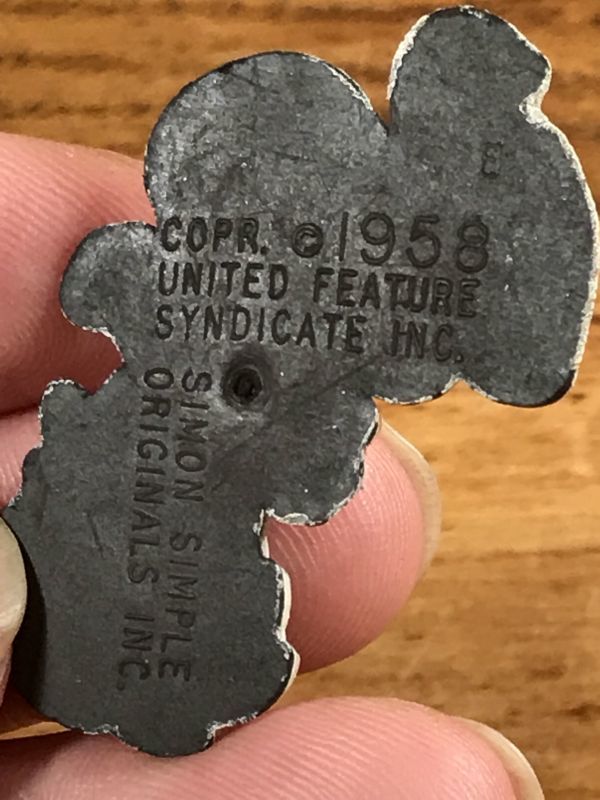 COPR. © 1958
UNITED FEATURE
SYNDICATE INC.
SIMON SIMPLE
ORIGINALS INC.